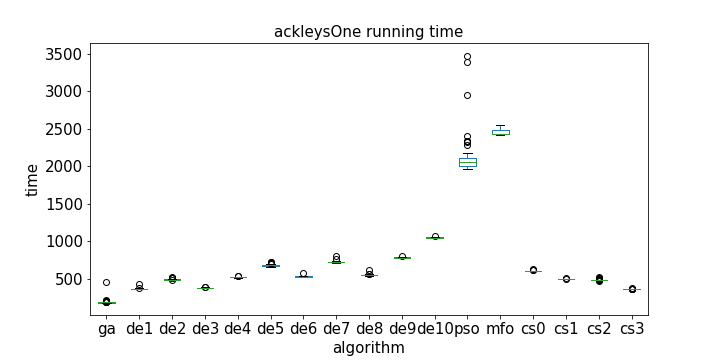 ackleysOne running time
3500
3000
2500
2000
1500
1000
500
time
ga de1 de2 de3 de4 de5 de6 de7 de8 de9 de10 pso mfo cs0 cs1 cs2 cs3
algorithm